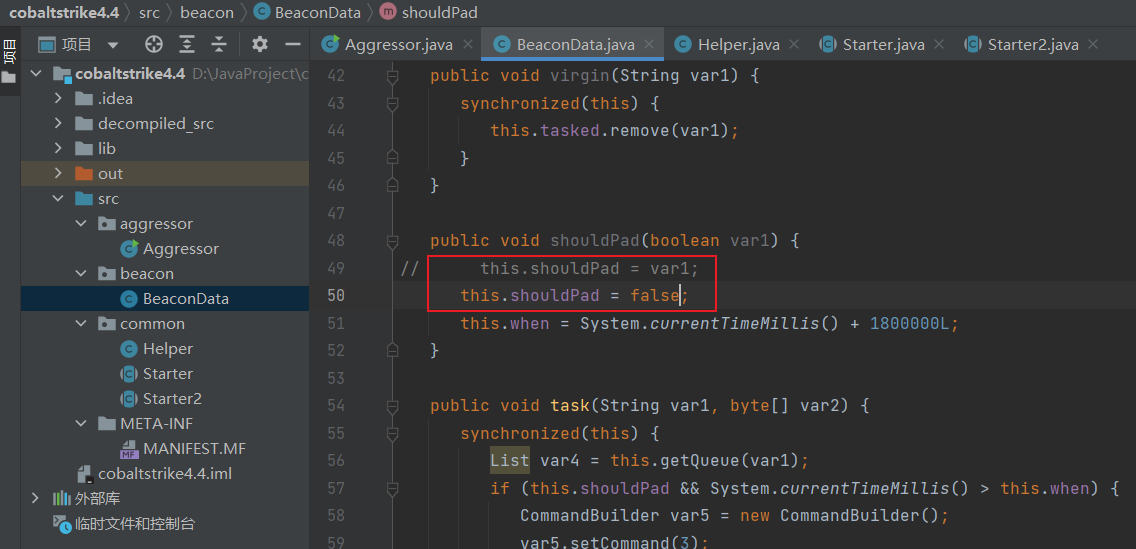 cobaltstrike4.4 src beacon BeaconData shouldPad
项目
项目
Aggressor.java BeaconData.java Helper.java Starter.java Starter2.java
cobaltstrike4.4 D:\JavaProject\c
.idea
decompiled_src
lib
out
src
aggressor
Aggressor
beacon
BeaconData
common
Helper
Starter
Starter2
META-INF
MANIFEST.MF
cobaltstrike4.4.iml
外部库
临时文件和控制台
42 public void virgin(String var1) {
43 synchronized(this) {
44 this.tasked.remove(var1);
45 }
46 }
47
48 public void shouldPad(boolean var1) {
49 // this.shouldPad = var1;
50 this.shouldPad = false;
51 this.when = System.currentTimeMillis() + 1800000L;
52 }
53
54 public void task(String var1, byte[] var2) {
55 synchronized(this) {
56 List var4 = this.getQueue(var1);
57 if (this.shouldPad && System.currentTimeMillis() > this.when) {
58 CommandBuilder var5 = new CommandBuilder();
59 var5.setCommand(3);